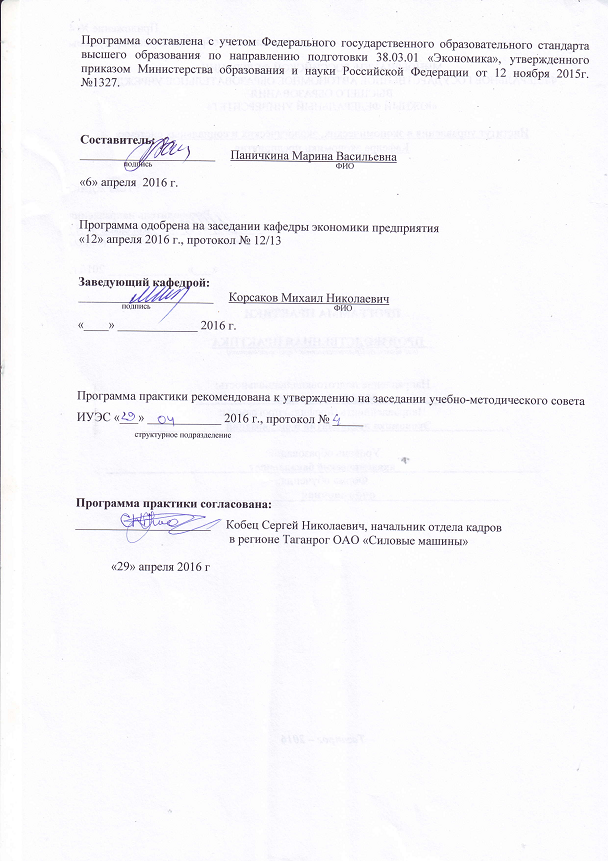 Программа составлена с учетом Федерального государственного образовательного стандарта
высшего образования по направлению подготовки 38.03.01 «Экономика», утвержденного
приказом Министерства образования и науки Российской Федерации от 12 ноября 2015г.
№1327.
Составитель:
Паничкина Марина Васильевна
подпись ФИО
«6» апреля 2016 г.
Программа одобрена на заседании кафедры экономики предприятия
«12» апреля 2016 г., протокол № 12/13
Заведующий кафедрой:
Корсаков Михаил Николаевич
подпись ФИО
«____» _____________ 2016 г.
Программа практики рекомендована к утверждению на заседании учебно-методического совета
ИУЭС «29» 04 2016 г., протокол № 4
структурное подразделение
Программа практики согласована:
Кобец Сергей Николаевич, начальник отдела кадров
в регионе Таганрог ОАО «Силовые машины»
«29» апреля 2016 г